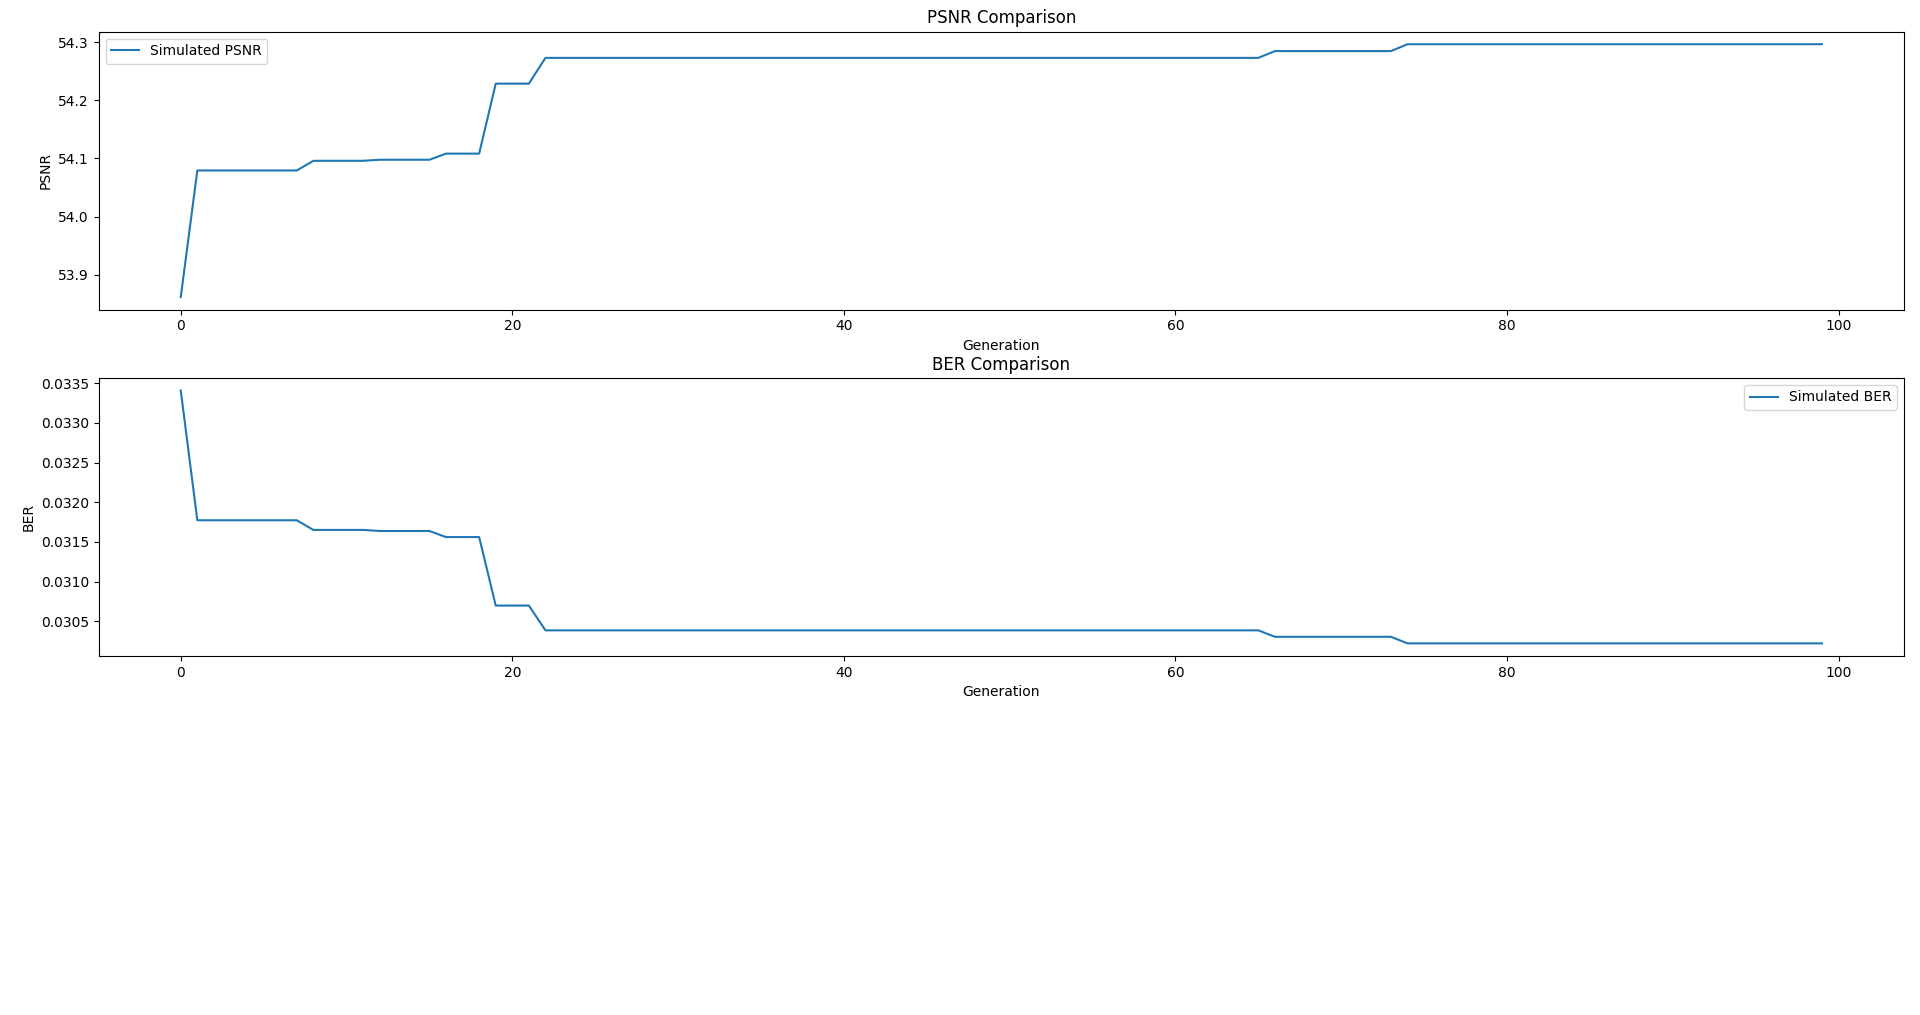 PSNR Comparison
54.3
54.2
54.1
54.0
53.9
PSNR
Simulated PSNR
0 20 40 60 80 100
Generation
BER Comparison
0.0335
0.0330
0.0325
0.0320
0.0315
0.0310
0.0305
BER
Simulated BER
0 20 40 60 80 100
Generation